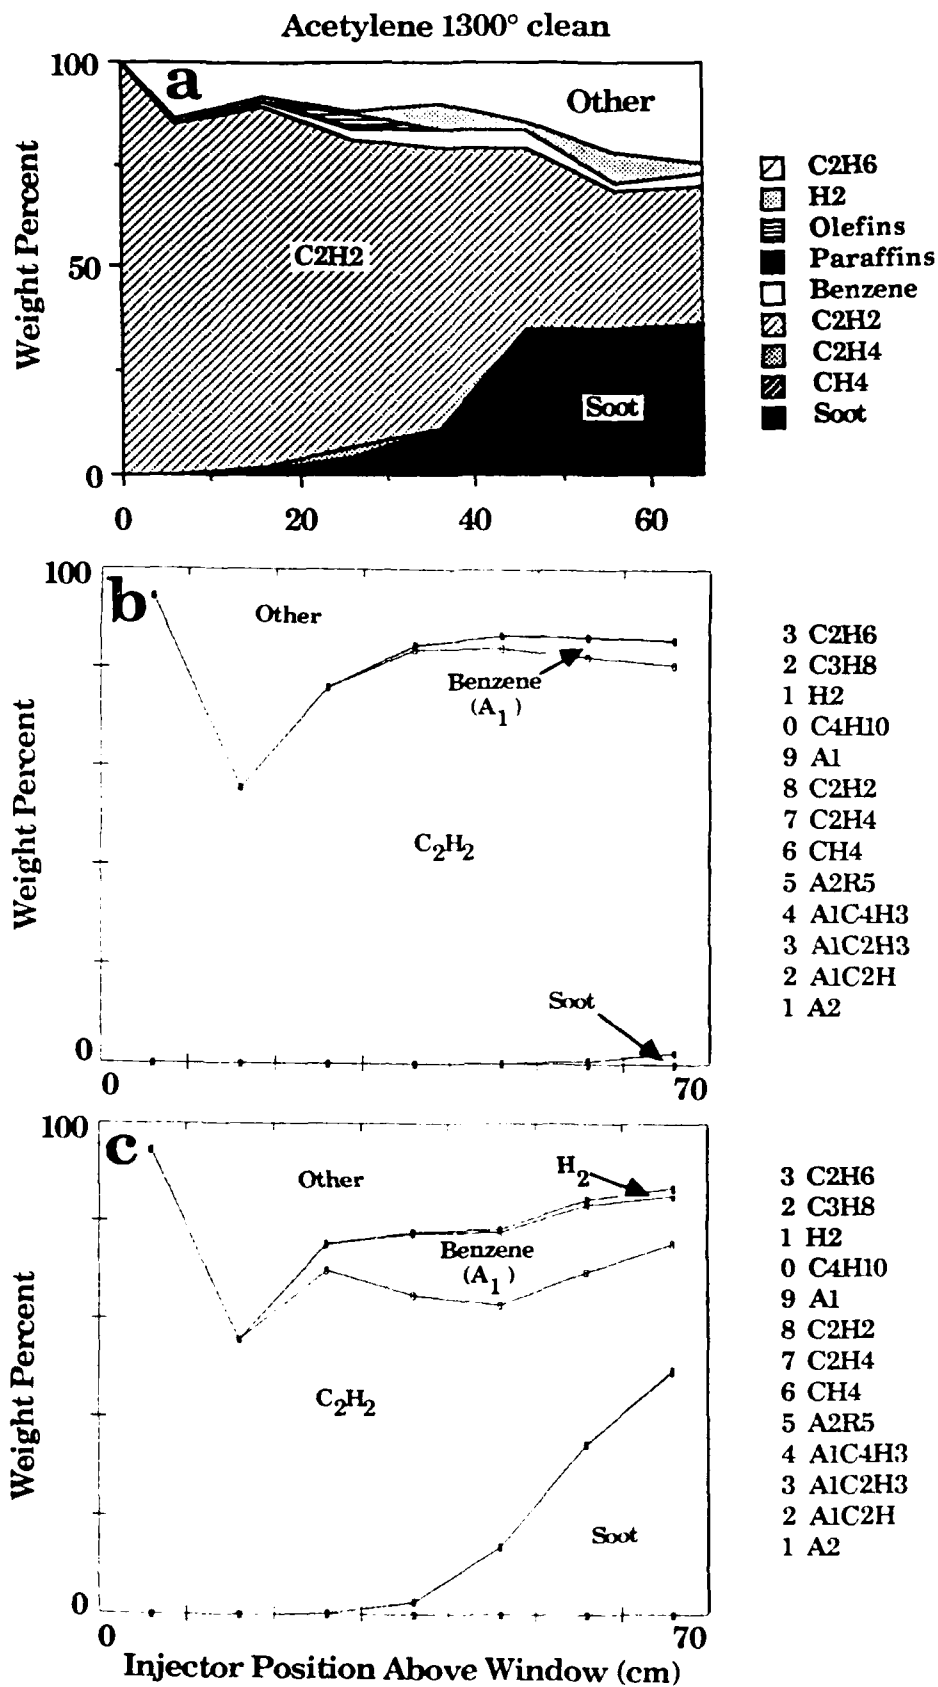 Acetylene 1300° clean
100
a
Other
Weight Percent
50
C2H2
Soot
0
0 20 40 60
C2H6
H2
Olefins
Paraffins
Benzene
C2H2
C2H4
CH4
Soot
100
b
Other
Benzene
(A1)
Weight Percent
C2H2
Soot
0
0 70
3 C2H6
2 C3H8
1 H2
0 C4H10
9 A1
8 C2H2
7 C2H4
6 CH4
5 A2R5
4 A1C4H3
3 A1C2H3
2 A1C2H
1 A2
100
c
Other
H2
Benzene
(A1)
Weight Percent
C2H2
Soot
0
0 70
Injector Position Above Window (cm)
3 C2H6
2 C3H8
1 H2
0 C4H10
9 A1
8 C2H2
7 C2H4
6 CH4
5 A2R5
4 A1C4H3
3 A1C2H3
2 A1C2H
1 A2